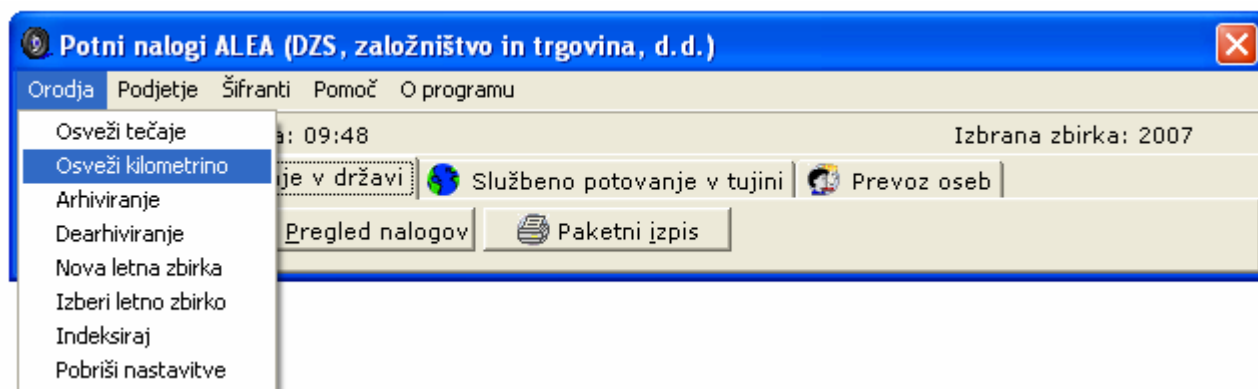 Potni nalogi ALEA (DZS, založništvo in trgovina, d.d.)
Orodja Podjetje Šifranti Pomoč O programu
Osveži tečaje
: 09:48 Izbrana zbirka: 2007
Osveži kilometrino
je v državi Službeno potovanje v tujini Prevoz oseb
Arhiviranje
Dearhiviranje
Pregled nalogov Paketni izpis
Nova letna zbirka
Izberi letno zbirko
Indeksiraj
Pobriši nastavitve